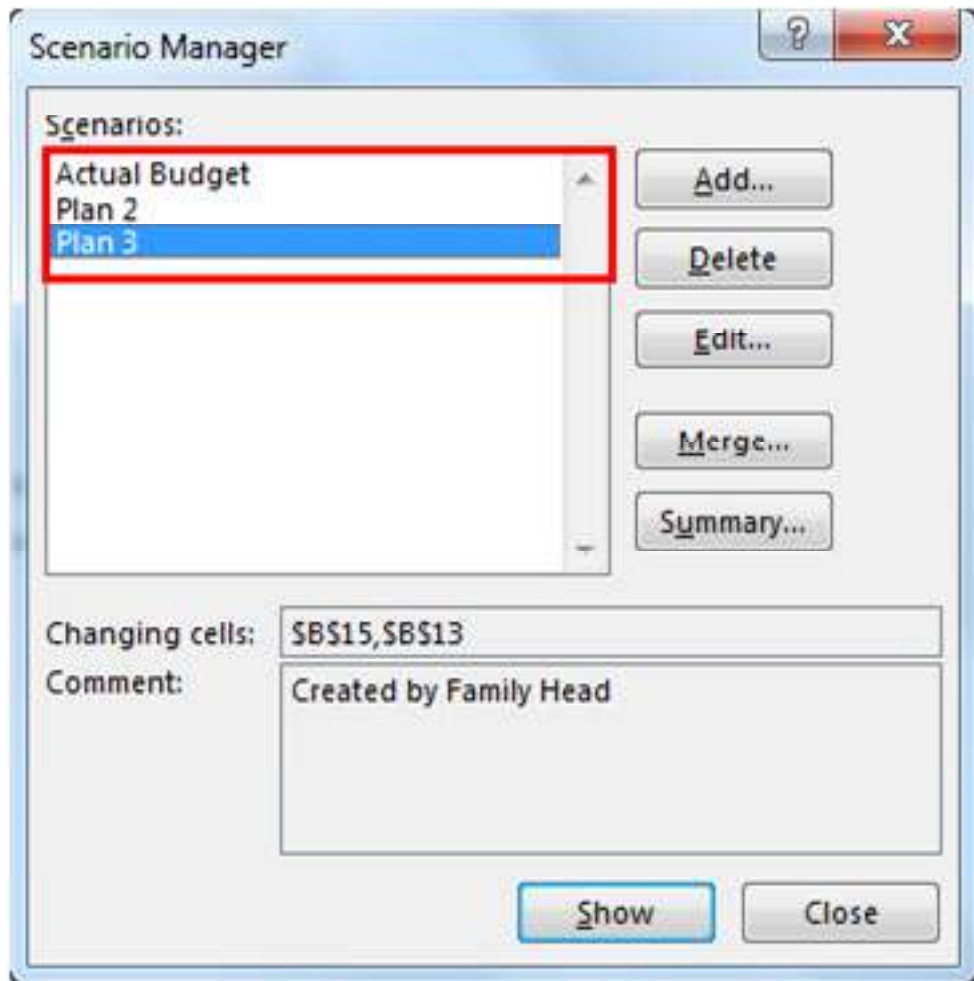 Scenario Manager
?
Scenarios:
Actual Budget
Plan 2
Plan 3
Add...
Delete
Edit...
Merge...
Summary...
Changing cells: $B$15,$B$13
Comment: Created by Family Head
Show Close